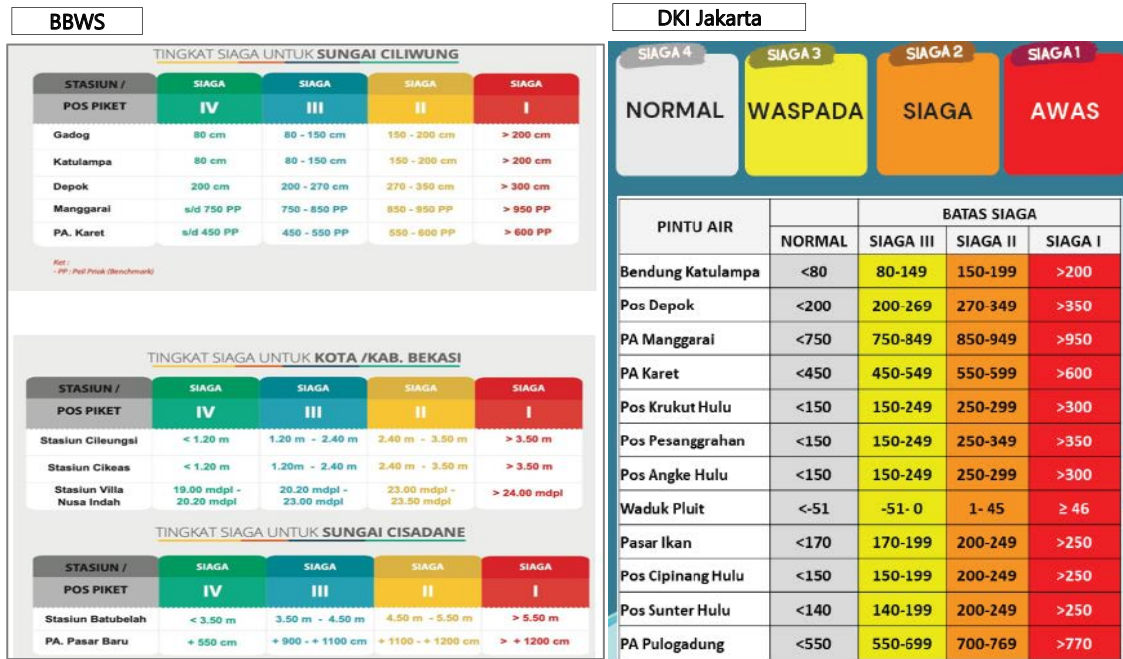 BBWS
TINGKAT SIAGA UNTUK SUNGAI CILIWUNG
STASIUN / SIAGA SIAGA SIAGA SIAGA
POS PIKET IV III II I
Gadog 80 cm 80 - 150 cm 150 - 200 cm > 200 cm
Katulampa 80 cm 80 - 150 cm 150 - 200 cm > 200 cm
Depok 200 cm 200 - 270 cm 270 - 350 cm > 300 cm
Manggarai s/d 750 PP 750 - 850 PP 850 - 950 PP > 950 PP
PA. Karet s/d 450 PP 450 - 550 PP 550 - 600 PP > 600 PP
Ket :
- PP : Peil Priok (Benchmark)
TINGKAT SIAGA UNTUK KOTA /KAB. BEKASI
STASIUN / SIAGA SIAGA SIAGA SIAGA
POS PIKET IV III II I
Stasiun Cileungsi < 1.20 m 1.20 m - 2.40 m 2.40 m - 3.50 m > 3.50 m
Stasiun Cikeas < 1.20 m 1.20m - 2.40 m 2.40 m - 3.50 m > 3.50 m
Stasiun Villa 19.00 mdpl - 20.20 mdpl - 23.00 mdpl - > 24.00 mdpl
Nusa Indah 20.20 mdpl 23.00 mdpl 23.50 mdpl
TINGKAT SIAGA UNTUK SUNGAI CISADANE
STASIUN / SIAGA SIAGA SIAGA SIAGA
POS PIKET IV III II I
Stasiun Batubelah < 3.50 m 3.50 m - 4.50 m 4.50 m - 5.50 m > 5.50 m
PA. Pasar Baru + 550 cm + 900 - + 1100 cm + 1100 - + 1200 cm > + 1200 cm
DKI Jakarta
SIAGA 4 SIAGA 3 SIAGA 2 SIAGA 1
NORMAL WASPADA SIAGA AWAS
PINTU AIR BATAS SIAGA
NORMAL SIAGA III SIAGA II SIAGA I
Bendung Katulampa <80 80-149 150-199 >200
Pos Depok <200 200-269 270-349 >350
PA Manggarai <750 750-849 850-949 >950
PA Karet <450 450-549 550-599 >600
Pos Krukut Hulu <150 150-249 250-299 >300
Pos Pesanggrahan <150 150-249 250-349 >350
Pos Angke Hulu <150 150-249 250-299 >300
Waduk Pluit <-51 -51- 0 1- 45 ≥ 46
Pasar Ikan <170 170-199 200-249 >250
Pos Cipinang Hulu <150 150-199 200-249 >250
Pos Sunter Hulu <140 140-199 200-249 >250
PA Pulogadung <550 550-699 700-769 >770